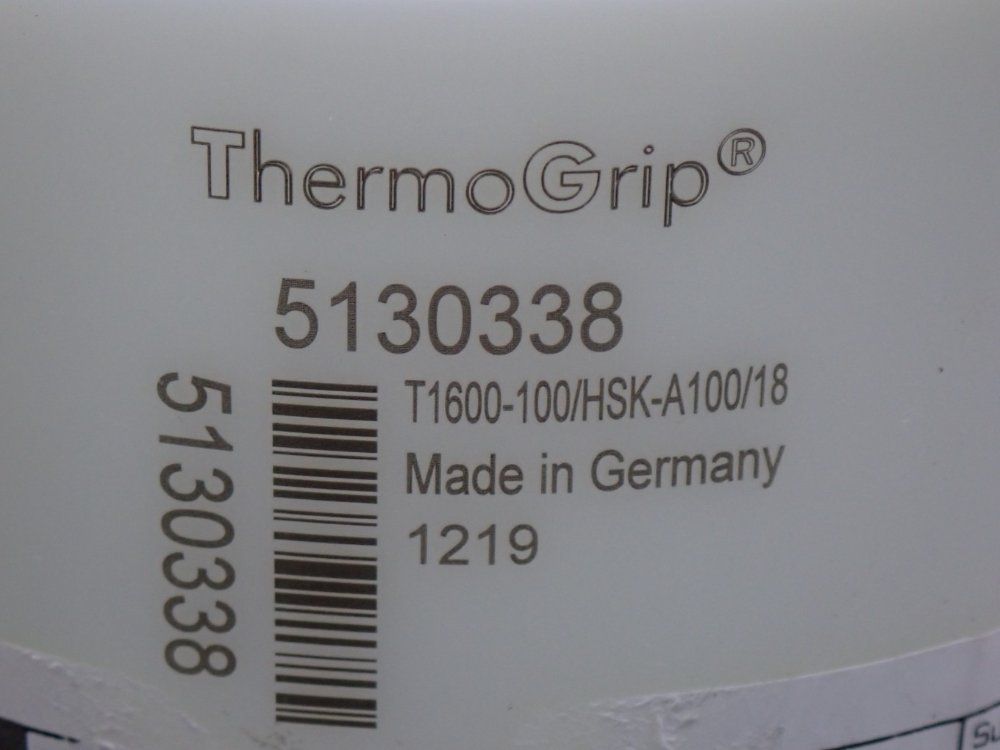 ThermoGrip®
5130338
5130338
T1600-100/HSK-A100/18
Made in Germany
1219